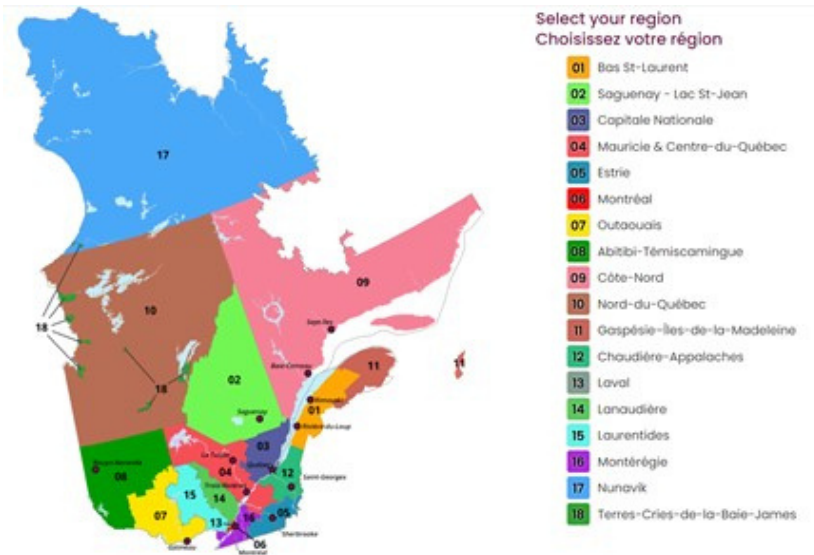 Select your region
Choisissez votre région
01 Bas St-Laurent
02 Saguenay - Lac St-Jean
03 Capitale Nationale
04 Mauricie & Centre-du-Québec
05 Estrie
06 Montréal
07 Outaouais
08 Abitibi-Témiscamingue
09 Côte-Nord
10 Nord-du-Québec
11 Gaspésie-Îles-de-la-Madeleine
12 Chaudière-Appalaches
13 Laval
14 Lanaudière
15 Laurentides
16 Montérégie
17 Nunavik
18 Terres-Cries-de-la-Baie-James
17
09
10
18
Sept-Îles
11
11
Baie-Comeau
18
02
Rimouski
01
Saguenay
Rivière-du-Loup
03
La Tuque
Québec
Rouyn-Noranda
04
12
08
Saint-Georges
15
Trois-Rivières
14
07
16
05
13
Sherbrooke
Gatineau
06
Montréal